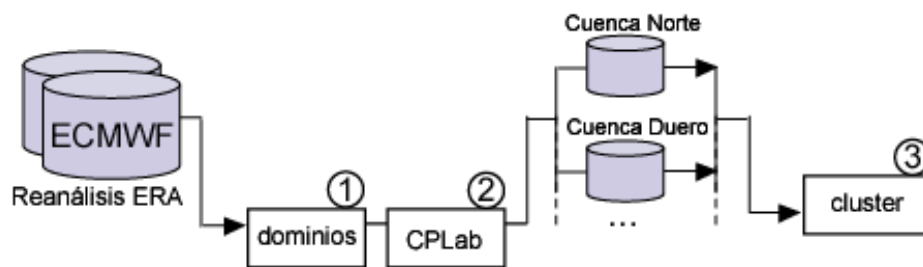 ECMWF
Reanálisis ERA
1
dominios
2
CPLab
Cuenca Norte
Cuenca Duero
...
3
cluster